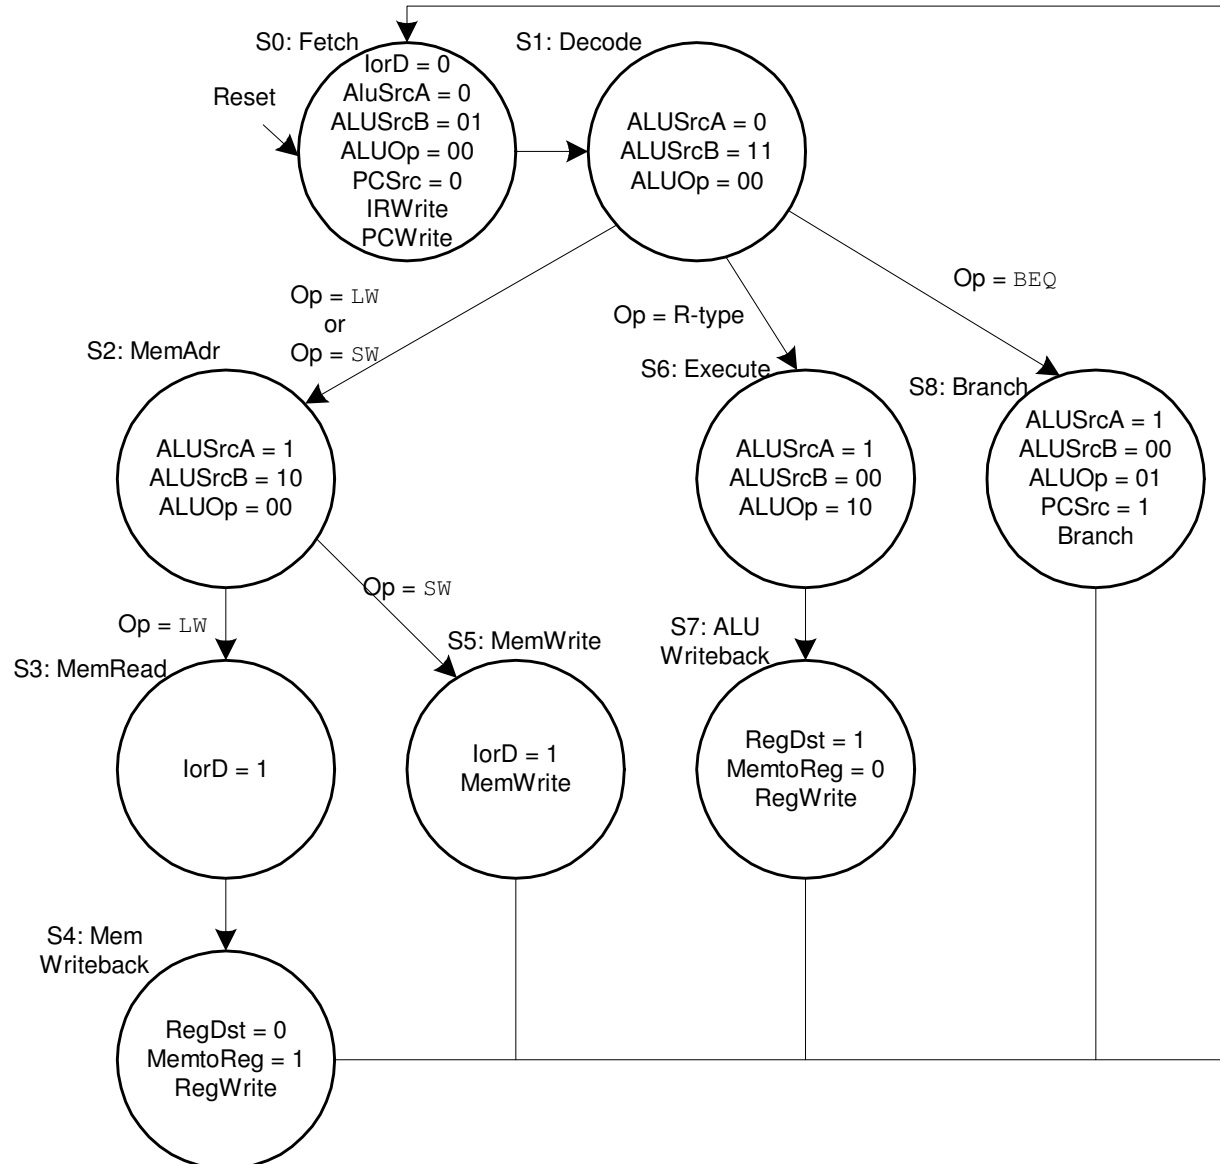 S0: Fetch
S1: Decode
Reset
IorD = 0
AluSrcA = 0
ALUSrcB = 01
ALUOp = 00
PCSrc = 0
IRWrite
PCWrite
ALUSrcA = 0
ALUSrcB = 11
ALUOp = 00
Op = LW
or
Op = SW
Op = R-type
Op = BEQ
S2: MemAdr
ALUSrcA = 1
ALUSrcB = 10
ALUOp = 00
S6: Execute
ALUSrcA = 1
ALUSrcB = 00
ALUOp = 10
S8: Branch
ALUSrcA = 1
ALUSrcB = 00
ALUOp = 01
PCSrc = 1
Branch
Op = LW
Op = SW
S3: MemRead
IorD = 1
S5: MemWrite
IorD = 1
MemWrite
S7: ALU
Writeback
RegDst = 1
MemtoReg = 0
RegWrite
S4: Mem
Writeback
RegDst = 0
MemtoReg = 1
RegWrite